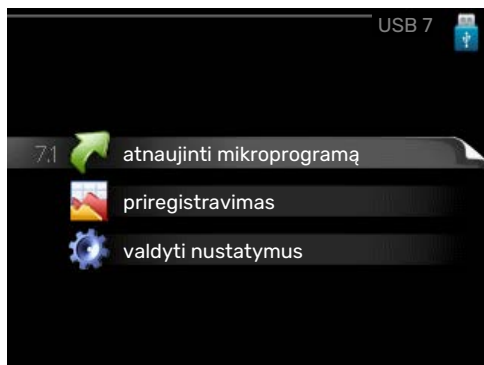 USB 7
7.1 atnaujinti mikroprogramą
priregistravimas
valdyti nustatymus